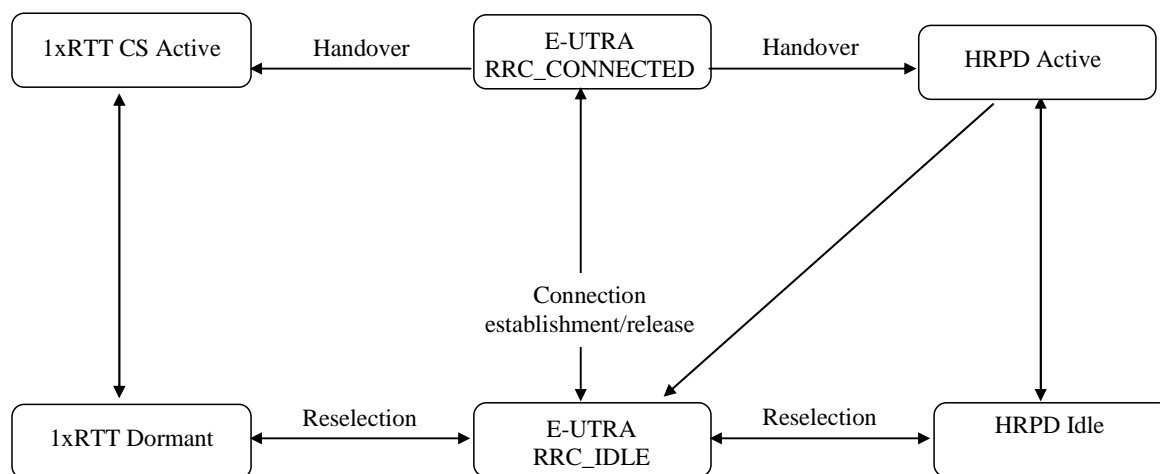 1xRTT CS Active
Handover
E-UTRA
RRC_CONNECTED
Handover
HRPD Active
Connection
establishment/release
1xRTT Dormant
Reselection
E-UTRA
RRC_IDLE
Reselection
HRPD Idle